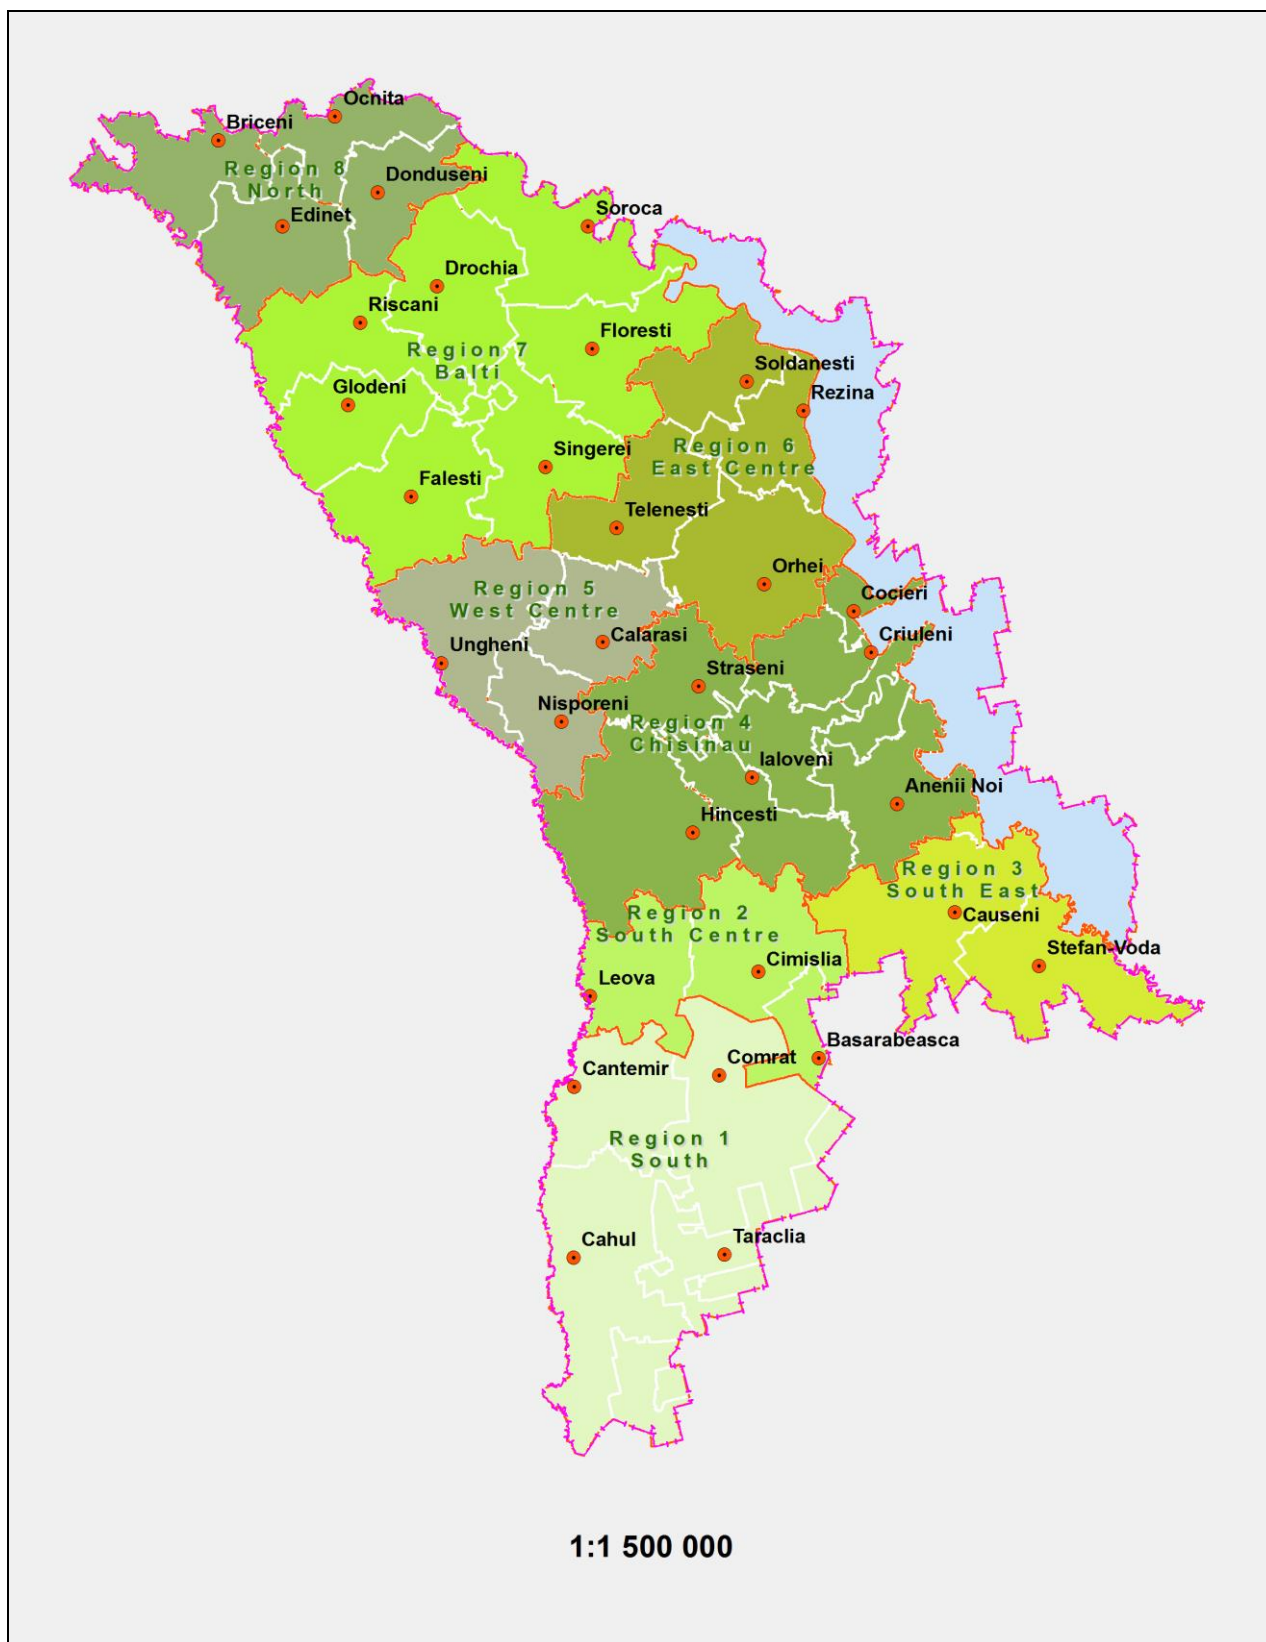 Ocnita
Briceni
Region 8
North
Donduseni
Edinet
Soroca
Drochia
Riscani
Floresti
Region 7
Balti
Soldanesti
Glodeni
Rezina
Region 6
East Centre
Singerei
Falesti
Telenesti
Orhei
Region 5
West Centre
Cocieri
Calarasi
Criuleni
Ungheni
Straseni
Nisporeni
Region 4
Chisinau
Ialoveni
Anenii Noi
Hincesti
Region 3
South East
Region 2
South Centre
Causeni
Stefan-Voda
Cimislia
Leova
Basarabeasca
Comrat
Cantemir
Region 1
South
Cahul
Taraclia
1:1 500 000